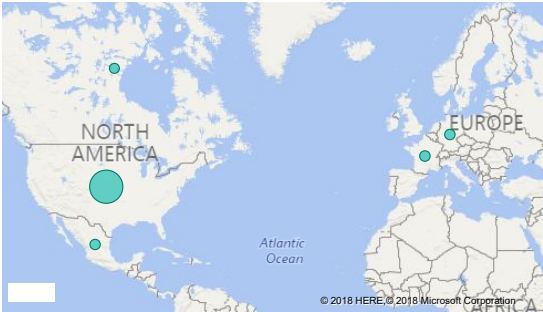 NORTH
AMERICA
EUROPE
Atlantic
Ocean
© 2018 HERE, © 2018 Microsoft Corporation
AFRICA